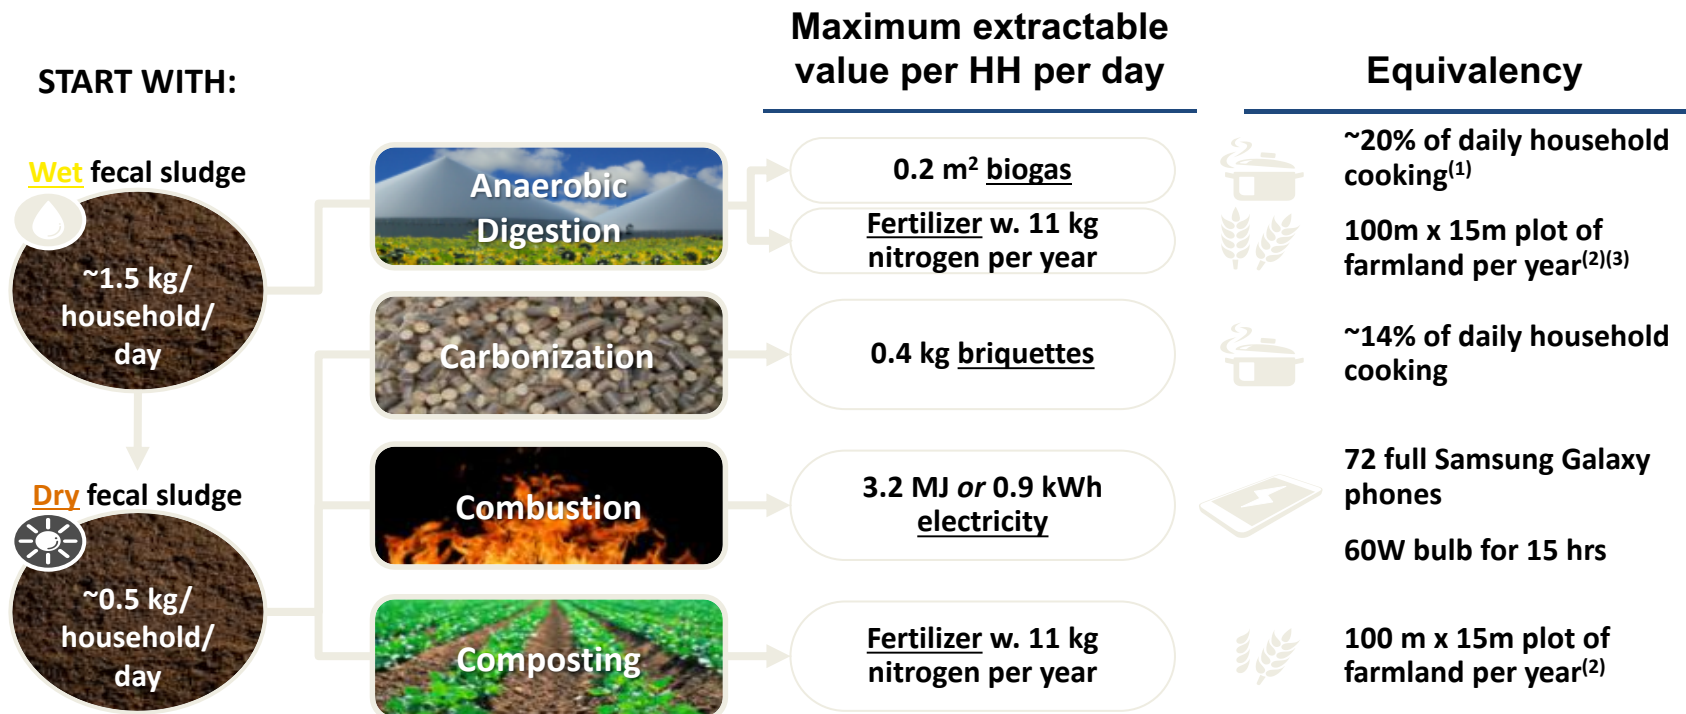 START WITH:
Maximum extractable
value per HH per day
Equivalency
Wet fecal sludge
~1.5 kg/
household/
day
Anaerobic
Digestion
0.2 m² biogas
~20% of daily household
cooking(1)
Fertilizer w. 11 kg
nitrogen per year
100m x 15m plot of
farmland per year(2)(3)
Carbonization
0.4 kg briquettes
~14% of daily household
cooking
Dry fecal sludge
~0.5 kg/
household/
day
Combustion
3.2 MJ or 0.9 kWh
electricity
72 full Samsung Galaxy
phones
60W bulb for 15 hrs
Composting
Fertilizer w. 11 kg
nitrogen per year
100 m x 15m plot of
farmland per year(2)